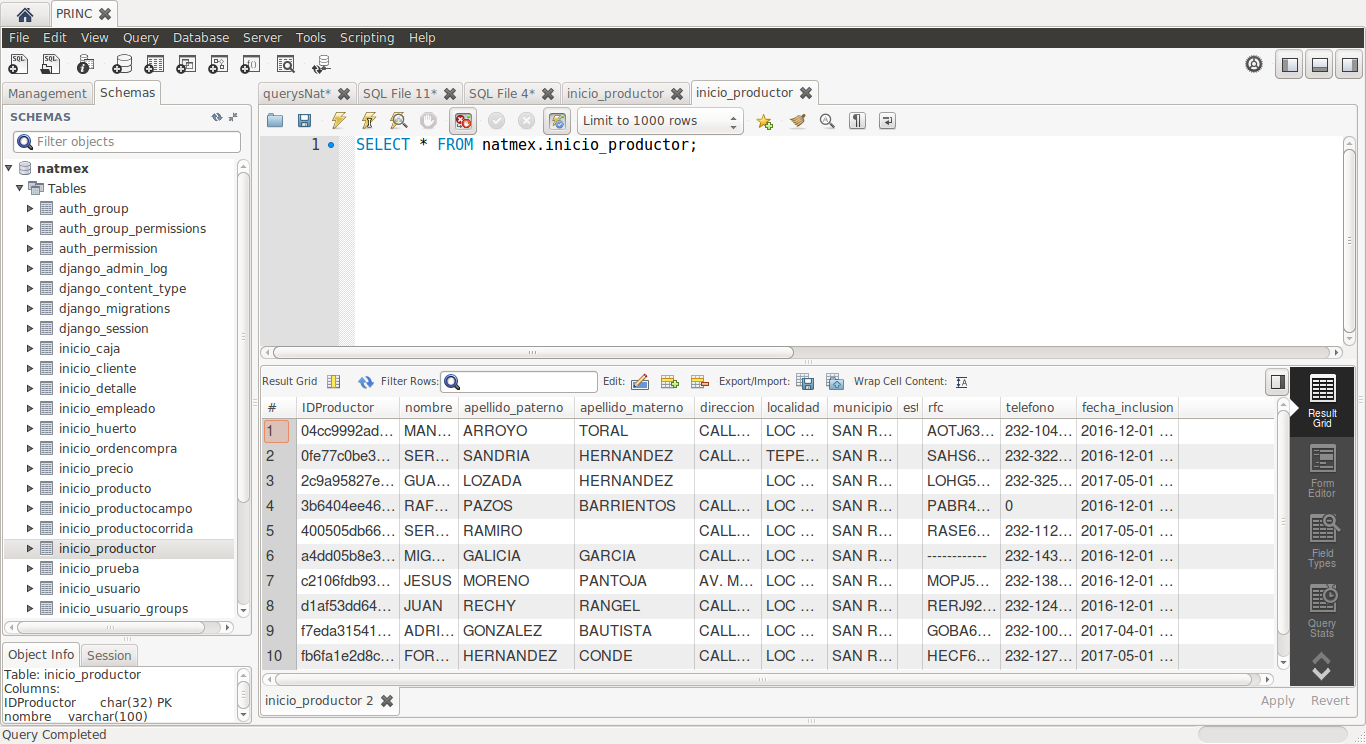 PRINC
File Edit View Query Database Server Tools Scripting Help
Management Schemas
querysNat* SQL File 11* SQL File 4* inicio_productor inicio_productor
SCHEMAS
Filter objects
natmex
Tables
auth_group
auth_group_permissions
auth_permission
django_admin_log
django_content_type
django_migrations
django_session
inicio_caja
inicio_cliente
inicio_detalle
inicio_empleado
inicio_huerto
inicio_ordencompra
inicio_precio
inicio_producto
inicio_productocampo
inicio_productocorrida
inicio_productor
inicio_prueba
inicio_usuario
inicio_usuario_groups
Object Info Session
Table: inicio_productor
Columns:
IDProductor char(32) PK
nombre varchar(100)
Limit to 1000 rows
1 SELECT * FROM natmex.inicio_productor;
Result Grid Filter Rows: Edit: Export/Import: Wrap Cell Content:
# IDProductor nombre apellido_paterno apellido_materno direccion localidad municipio est rfc telefono fecha_inclusion
1 04cc9992ad... MAN... ARROYO TORAL CALL... LOC ... SAN R... AOTJ63... 232-104... 2016-12-01 ...
2 0fe77c0be3... SER... SANDRIA HERNANDEZ CALL... TEPE... SAN R... SAHS6... 232-322... 2016-12-01 ...
3 2c9a95827e... GUA... LOZADA HERNANDEZ LOC ... SAN R... LOHG5... 232-325... 2017-05-01 ...
4 3b6404ee46... RAF... PAZOS BARRIENTOS CALL... LOC ... SAN R... PABR4... 0 2016-12-01 ...
5 400505db66... SER... RAMIRO CALL... LOC ... SAN R... RASE6... 232-112... 2017-05-01 ...
6 a4dd05b8e3... MIG... GALICIA GARCIA CALL... LOC ... SAN R... ------------ 232-143... 2016-12-01 ...
7 c2106fdb93... JESUS MORENO PANTOJA AV. M... LOC ... SAN R... MOPJ5... 232-138... 2016-12-01 ...
8 d1af53dd64... JUAN RECHY RANGEL CALL... LOC ... SAN R... RERJ92... 232-124... 2016-12-01 ...
9 f7eda31541... ADRI... GONZALEZ BAUTISTA CALL... LOC ... SAN R... GOBA6... 232-100... 2017-04-01 ...
10 fb6fa1e2d8c... FOR... HERNANDEZ CONDE CALL... LOC ... SAN R... HECF6... 232-127... 2017-05-01 ...
Result
Grid
Form
Editor
Field
Types
Query
Stats
inicio_productor 2 Apply Revert
Query Completed